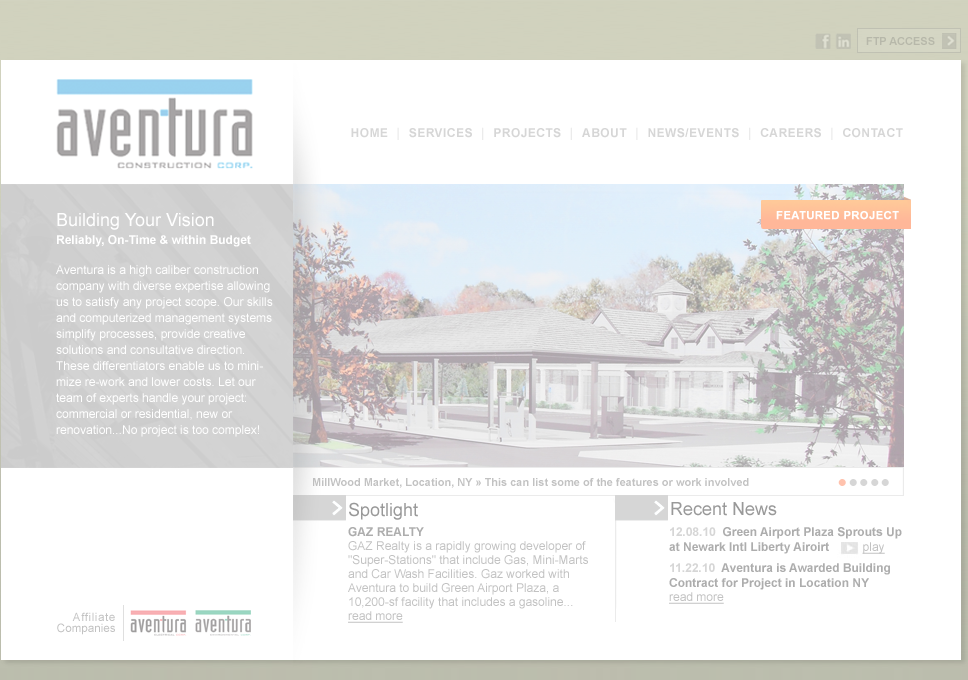 FTP ACCESS
aventura
CONSTRUCTION CORP.
HOME | SERVICES | PROJECTS | ABOUT | NEWS/EVENTS | CAREERS | CONTACT
Building Your Vision
Reliably, On-Time & within Budget
Aventura is a high caliber construction
company with diverse expertise allowing
us to satisfy any project scope. Our skills
and computerized management systems
simplify processes, provide creative
solutions and consultative direction.
These differentiators enable us to mini-
mize re-work and lower costs. Let our
team of experts handle your project:
commercial or residential, new or
renovation...No project is too complex!
FEATURED PROJECT
MillWood Market, Location, NY » This can list some of the features or work involved
Spotlight
GAZ REALTY
GAZ Realty is a rapidly growing developer of
"Super-Stations" that include Gas, Mini-Marts
and Car Wash Facilities. Gaz worked with
Aventura to build Green Airport Plaza, a
10,200-sf facility that includes a gasoline...
read more
Recent News
12.08.10 Green Airport Plaza Sprouts Up
at Newark Intl Liberty Airoirt play
11.22.10 Aventura is Awarded Building
Contract for Project in Location NY
read more
Affiliate
Companies
aventura aventura